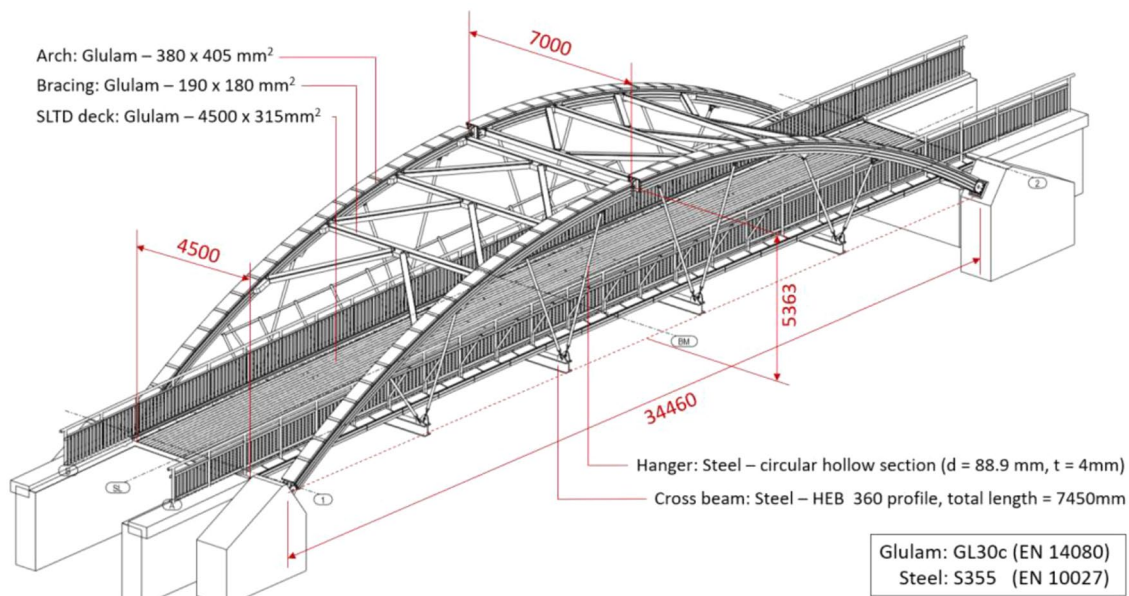 Arch: Glulam – 380 x 405 mm²
Bracing: Glulam – 190 x 180 mm²
SLTD deck: Glulam – 4500 x 315mm²
7000
4500
2
5363
BM
34460
SL
A
1
Hanger: Steel – circular hollow section (d = 88.9 mm, t = 4mm)
Cross beam: Steel – HEB 360 profile, total length = 7450mm
Glulam: GL30c (EN 14080)
Steel: S355 (EN 10027)